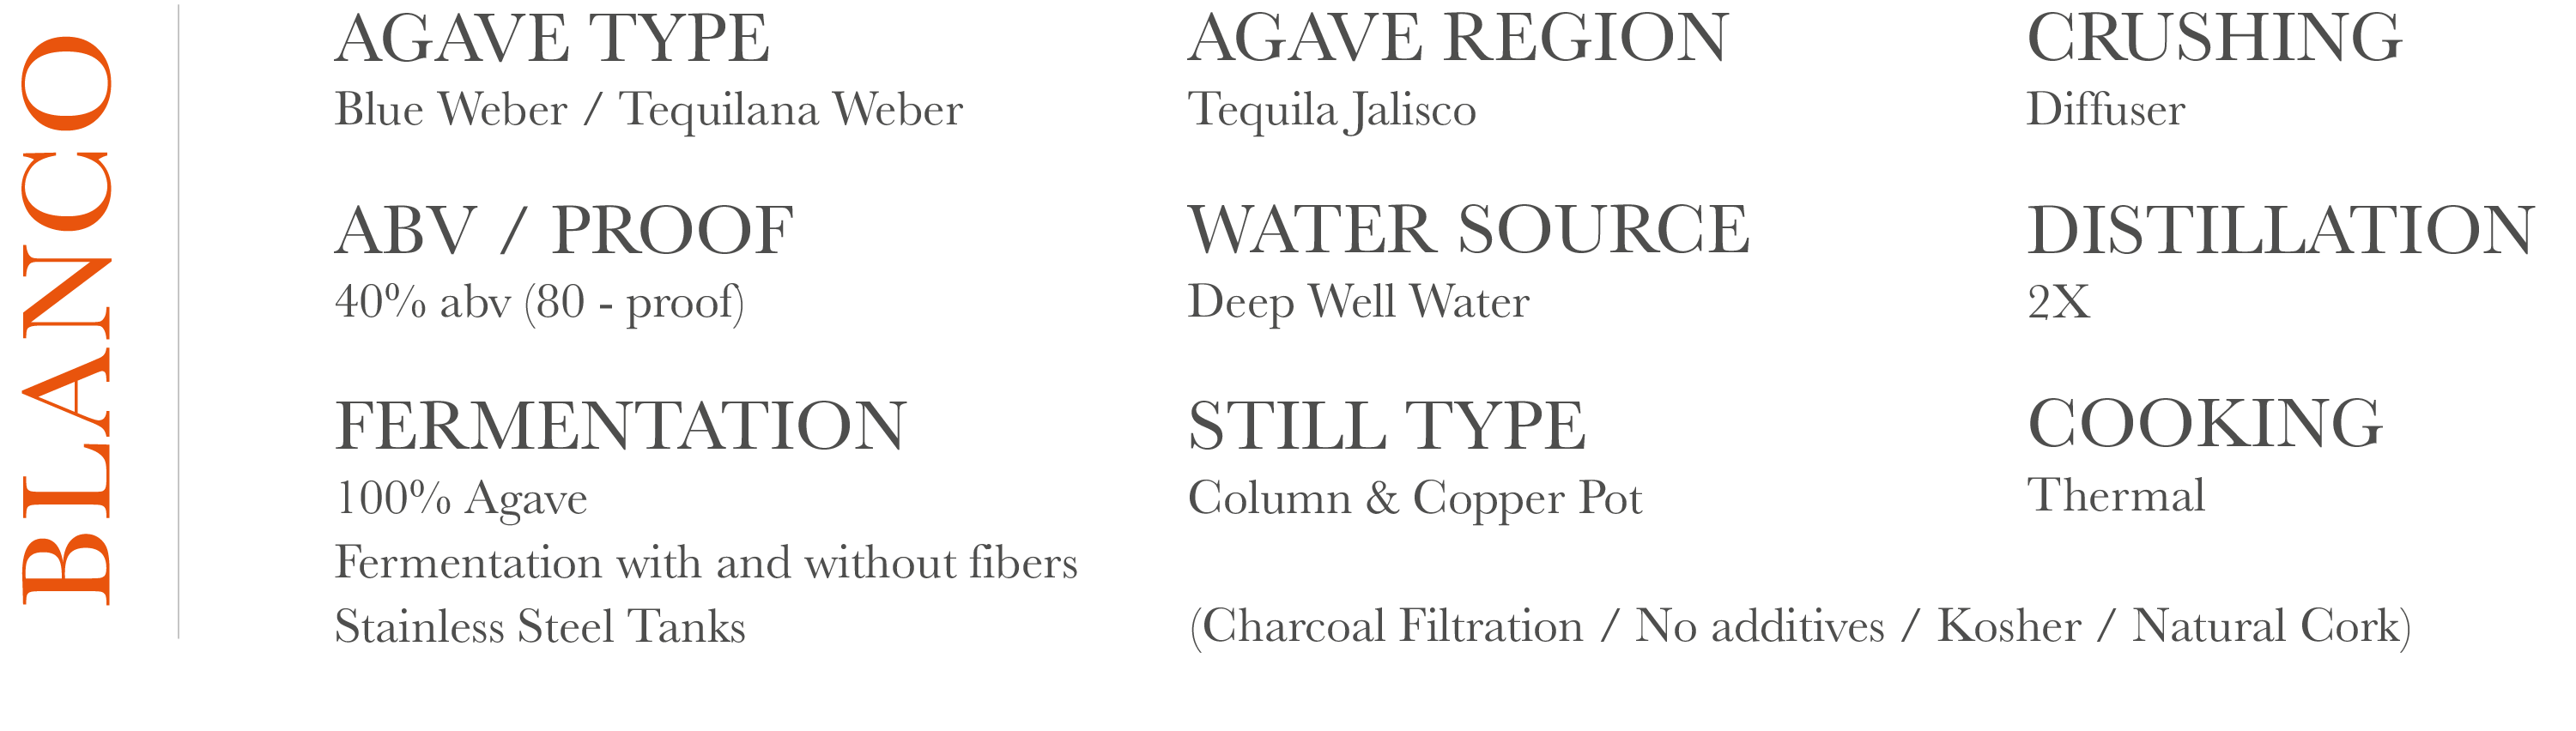 BLANCO
AGAVE TYPE
Blue Weber / Tequilana Weber
ABV / PROOF
40% abv (80 - proof)
FERMENTATION
100% Agave
Fermentation with and without fibers
Stainless Steel Tanks
AGAVE REGION
Tequila Jalisco
WATER SOURCE
Deep Well Water
STILL TYPE
Column & Copper Pot
CRUSHING
Diffuser
DISTILLATION
2X
COOKING
Thermal
(Charcoal Filtration / No additives / Kosher / Natural Cork)